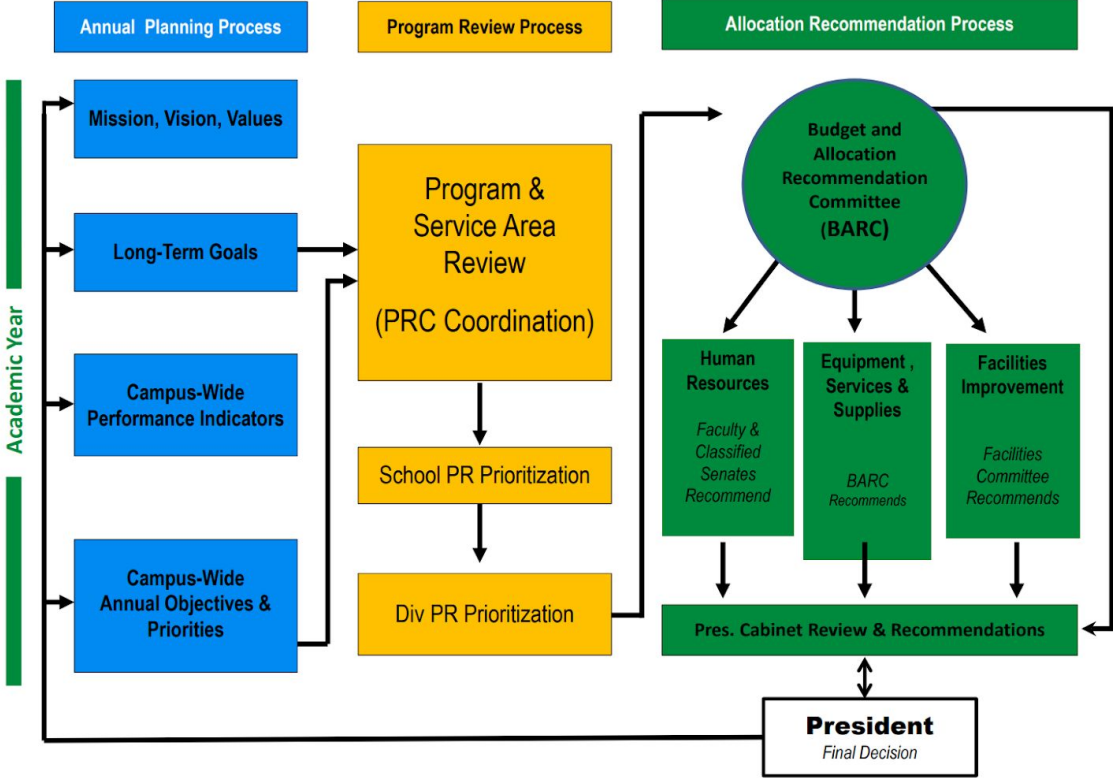 Annual Planning Process
Program Review Process
Allocation Recommendation Process
Academic Year
Mission, Vision, Values
Long-Term Goals
Campus-Wide
Performance Indicators
Campus-Wide
Annual Objectives &
Priorities
Program &
Service Area
Review
(PRC Coordination)
School PR Prioritization
Div PR Prioritization
Budget and
Allocation
Recommendation
Committee
(BARC)
Human
Resources
Faculty &
Classified
Senates
Recommend
Equipment ,
Services &
Supplies
BARC
Recommends
Facilities
Improvement
Facilities
Committee
Recommends
Pres. Cabinet Review & Recommendations
President
Final Decision